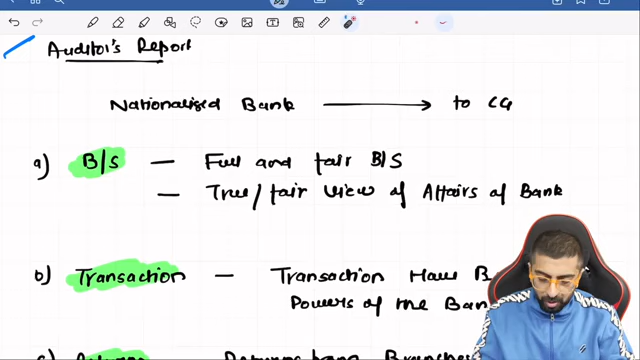 Auditor's Report
Nationalised Bank → to CG
a) B/S — Full and fair B/S
— True/fair view of Affairs of Bank
b) Transaction — Transaction Have
Powers of the Ban
c)
Branches